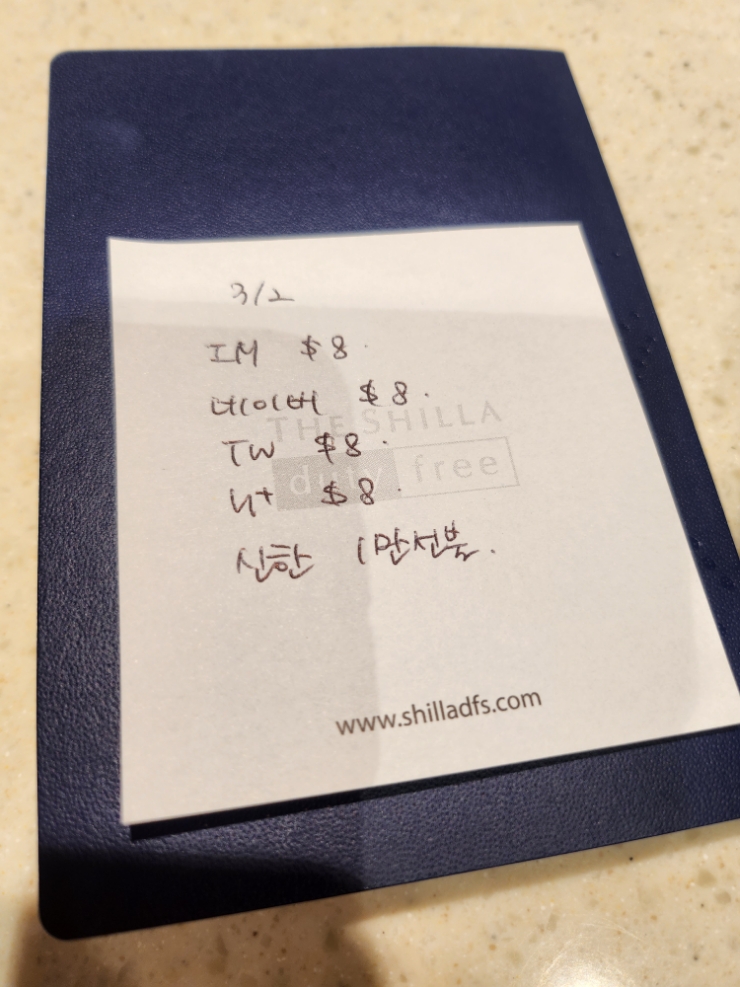 3/2
IM $8.
네이버 $8.
TW $8.
U+ $8.
신한 1만선불.
THE SHILLA
duty free
www.shilladfs.com